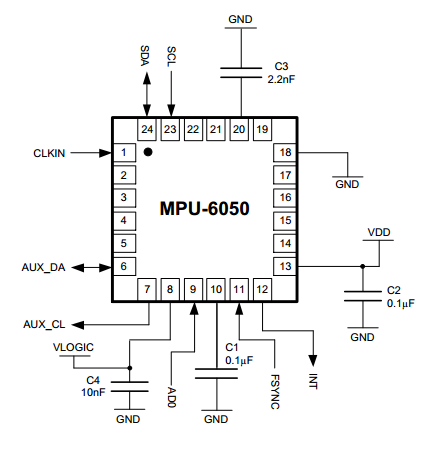 GND
SDA
SCL
C3
2.2nF
24 23 22 21 20 19
CLKIN
1
18
2
17
GND
3
16
MPU-6050
4
15
VDD
5
14
AUX_DA
6
13
C2
0.1µF
7 8 9 10 11 12
AUX_CL
GND
VLOGIC
C1
0.1µF
C4
10nF
AD0
FSYNC
INT
GND
GND